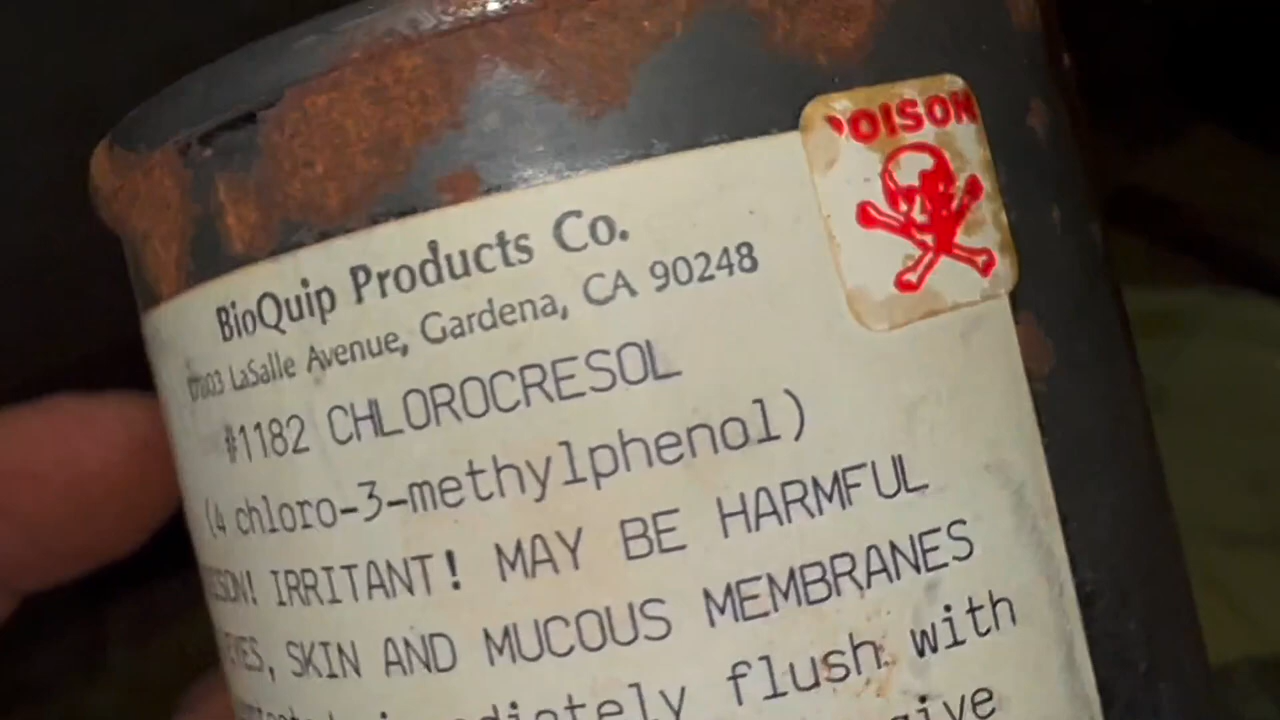 POISON
BioQuip Products Co.
LaSalle Avenue, Gardena, CA 90248
#1182 CHLOROCRESOL
(4 chloro-3-methylphenol)
IRRITANT! MAY BE HARMFUL
EYES, SKIN AND MUCOUS MEMBRANES
flush with